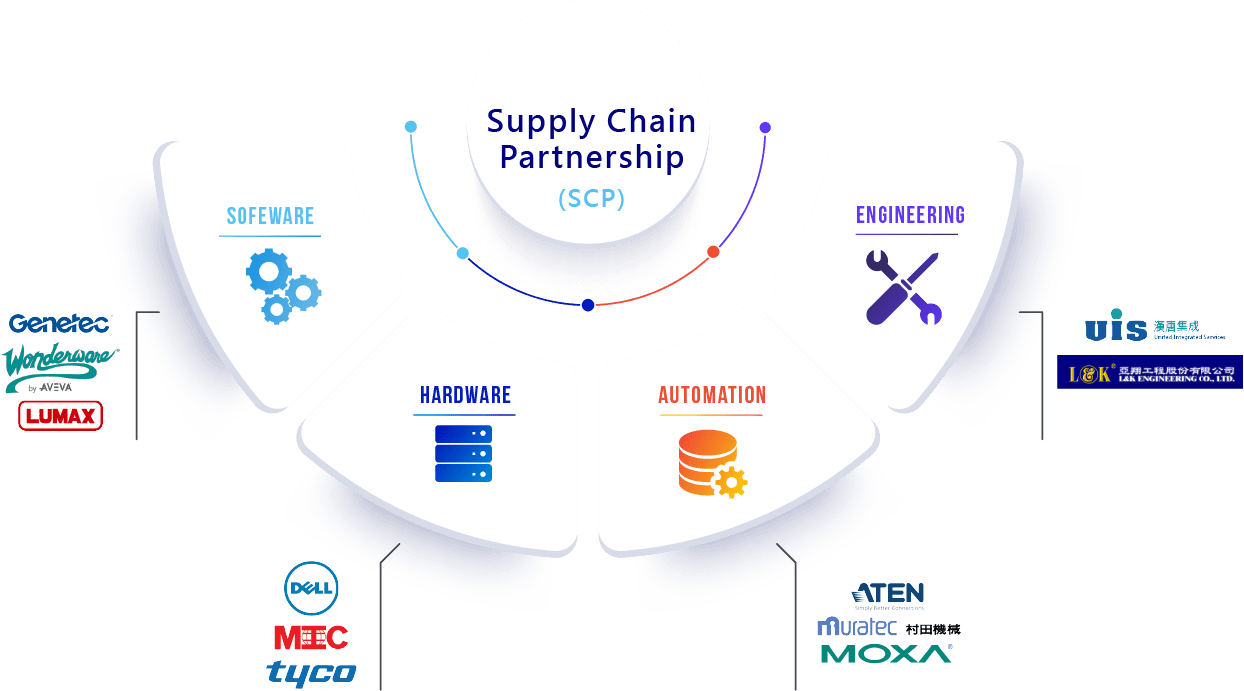 Supply Chain
Partnership
(SCP)
SOFEWARE
ENGINEERING
Genetec
Wonderware®
by AVEVA
LUMAX
UiS 漢唐集成
United Integrated Services
L&K® 亞翔工程股份有限公司
L&K ENGINEERING CO., LTD.
HARDWARE
AUTOMATION
DELL
MIC
tyco
ATEN
Simply Better Connections
muratec 村田機械
MOXA®